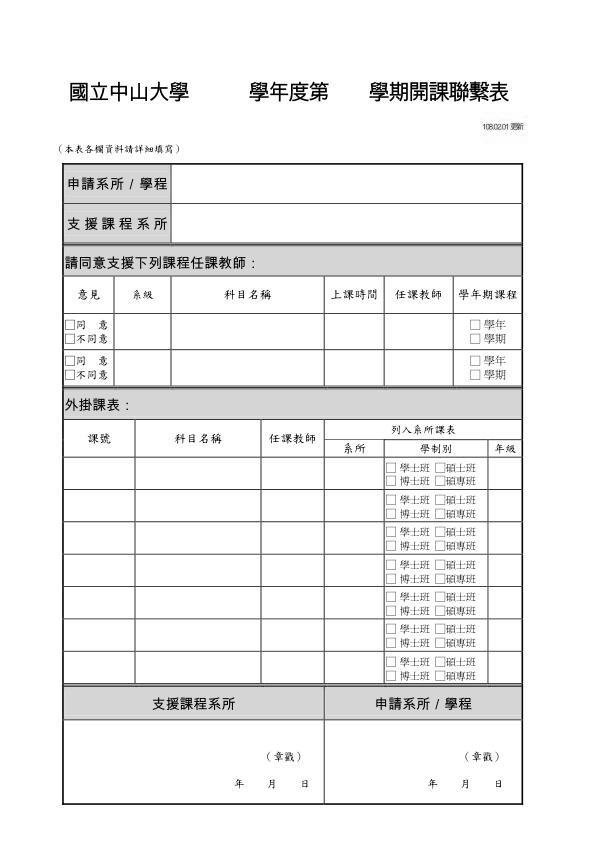 國立中山大學 學年度第 學期開課聯繫表
108.02.01 更新
（本表各欄資料請詳細填寫）
申請系所 / 學程
支援課程系所
請同意支援下列課程任課教師：
意見 系級 科目名稱 上課時間 任課教師 學年期課程
□同 意 □ 學年
□不同意 □ 學期
□同 意 □ 學年
□不同意 □ 學期
外掛課表：
課號 科目名稱 任課教師 列入系所課表
系所 學制別 年級
□ 學士班 □碩士班
□ 博士班 □碩專班
□ 學士班 □碩士班
□ 博士班 □碩專班
□ 學士班 □碩士班
□ 博士班 □碩專班
□ 學士班 □碩士班
□ 博士班 □碩專班
□ 學士班 □碩士班
□ 博士班 □碩專班
□ 學士班 □碩士班
□ 博士班 □碩專班
□ 學士班 □碩士班
□ 博士班 □碩專班
支援課程系所 申請系所 / 學程
（章戳） （章戳）
年 月 日 年 月 日